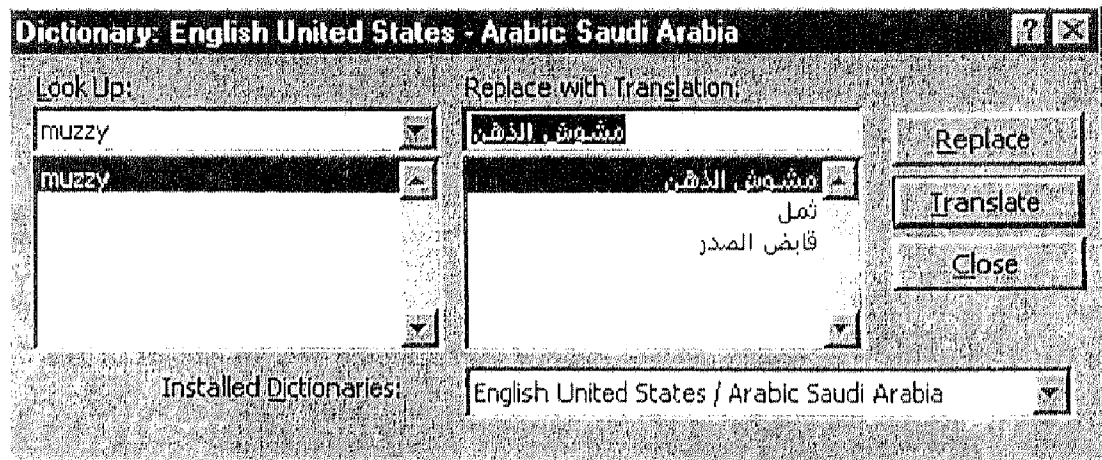 Dictionary: English United States - Arabic Saudi Arabia
Look Up:
Replace with Translation:
muzzy
مشوش الذهن
Replace
muzzy
مشوش الذهن
ثمل
قابض الصدر
Translate
Close
Installed Dictionaries:
English United States / Arabic Saudi Arabia